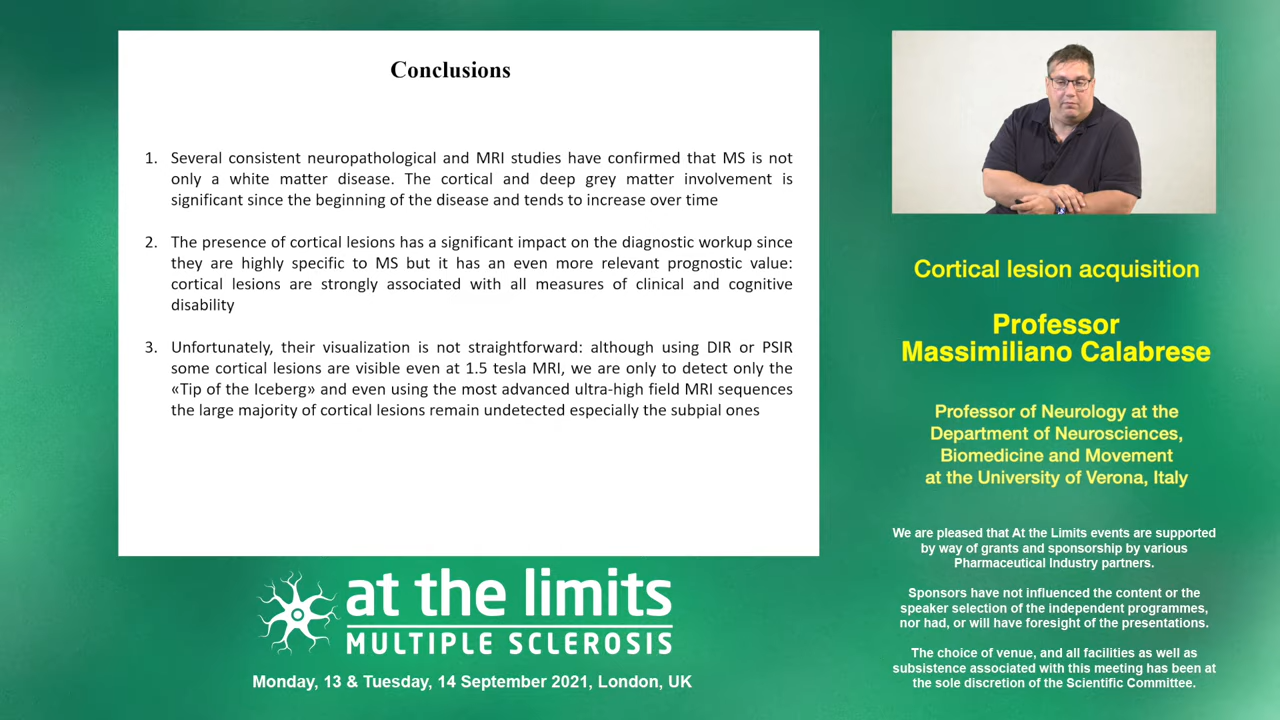 Conclusions
1. Several consistent neuropathological and MRI studies have confirmed that MS is not
only a white matter disease. The cortical and deep grey matter involvement is
significant since the beginning of the disease and tends to increase over time
2. The presence of cortical lesions has a significant impact on the diagnostic workup since
they are highly specific to MS but it has an even more relevant prognostic value:
cortical lesions are strongly associated with all measures of clinical and cognitive
disability
3. Unfortunately, their visualization is not straightforward: although using DIR or PSIR
some cortical lesions are visible even at 1.5 tesla MRI, we are only to detect only the
«Tip of the Iceberg» and even using the most advanced ultra-high field MRI sequences
the large majority of cortical lesions remain undetected especially the subpial ones
at the limits
MULTIPLE SCLEROSIS
Monday, 13 & Tuesday, 14 September 2021, London, UK
Cortical lesion acquisition
Professor
Massimiliano Calabrese
Professor of Neurology at the
Department of Neurosciences,
Biomedicine and Movement
at the University of Verona, Italy
We are pleased that At the Limits events are supported
by way of grants and sponsorship by various
Pharmaceutical Industry partners.
Sponsors have not influenced the content or the
speaker selection of the independent programmes,
nor had, or will have foresight of the presentations.
The choice of venue, and all facilities as well as
subsistence associated with this meeting has been at
the sole discretion of the Scientific Committee.